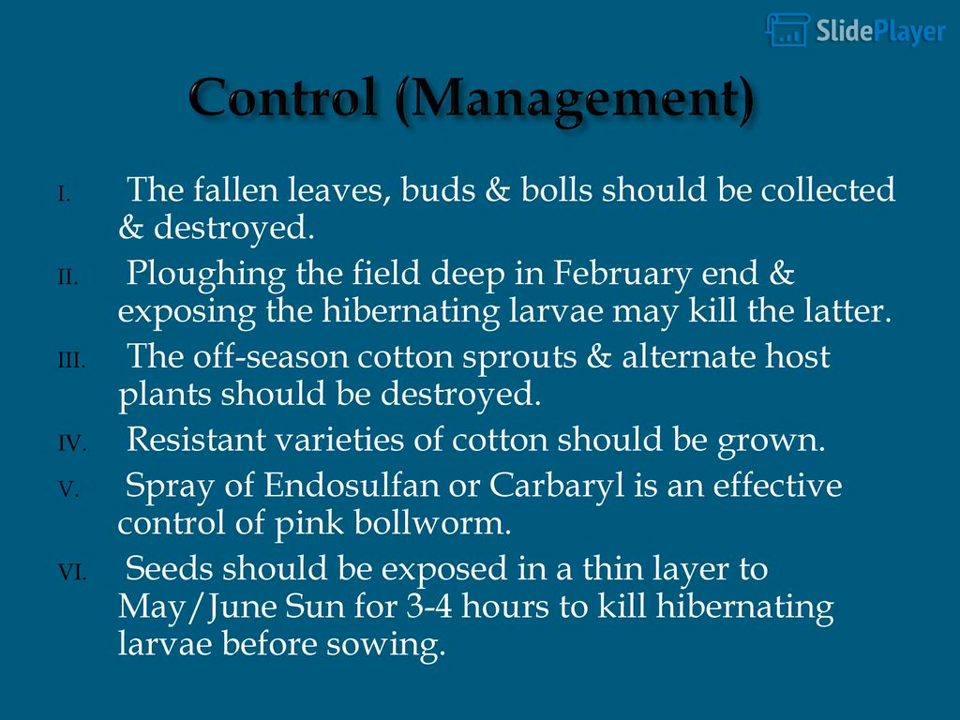 SlidePlayer
Control (Management)
I. The fallen leaves, buds & bolls should be collected
& destroyed.
II. Ploughing the field deep in February end &
exposing the hibernating larvae may kill the latter.
III. The off-season cotton sprouts & alternate host
plants should be destroyed.
IV. Resistant varieties of cotton should be grown.
V. Spray of Endosulfan or Carbaryl is an effective
control of pink bollworm.
VI. Seeds should be exposed in a thin layer to
May/June Sun for 3-4 hours to kill hibernating
larvae before sowing.